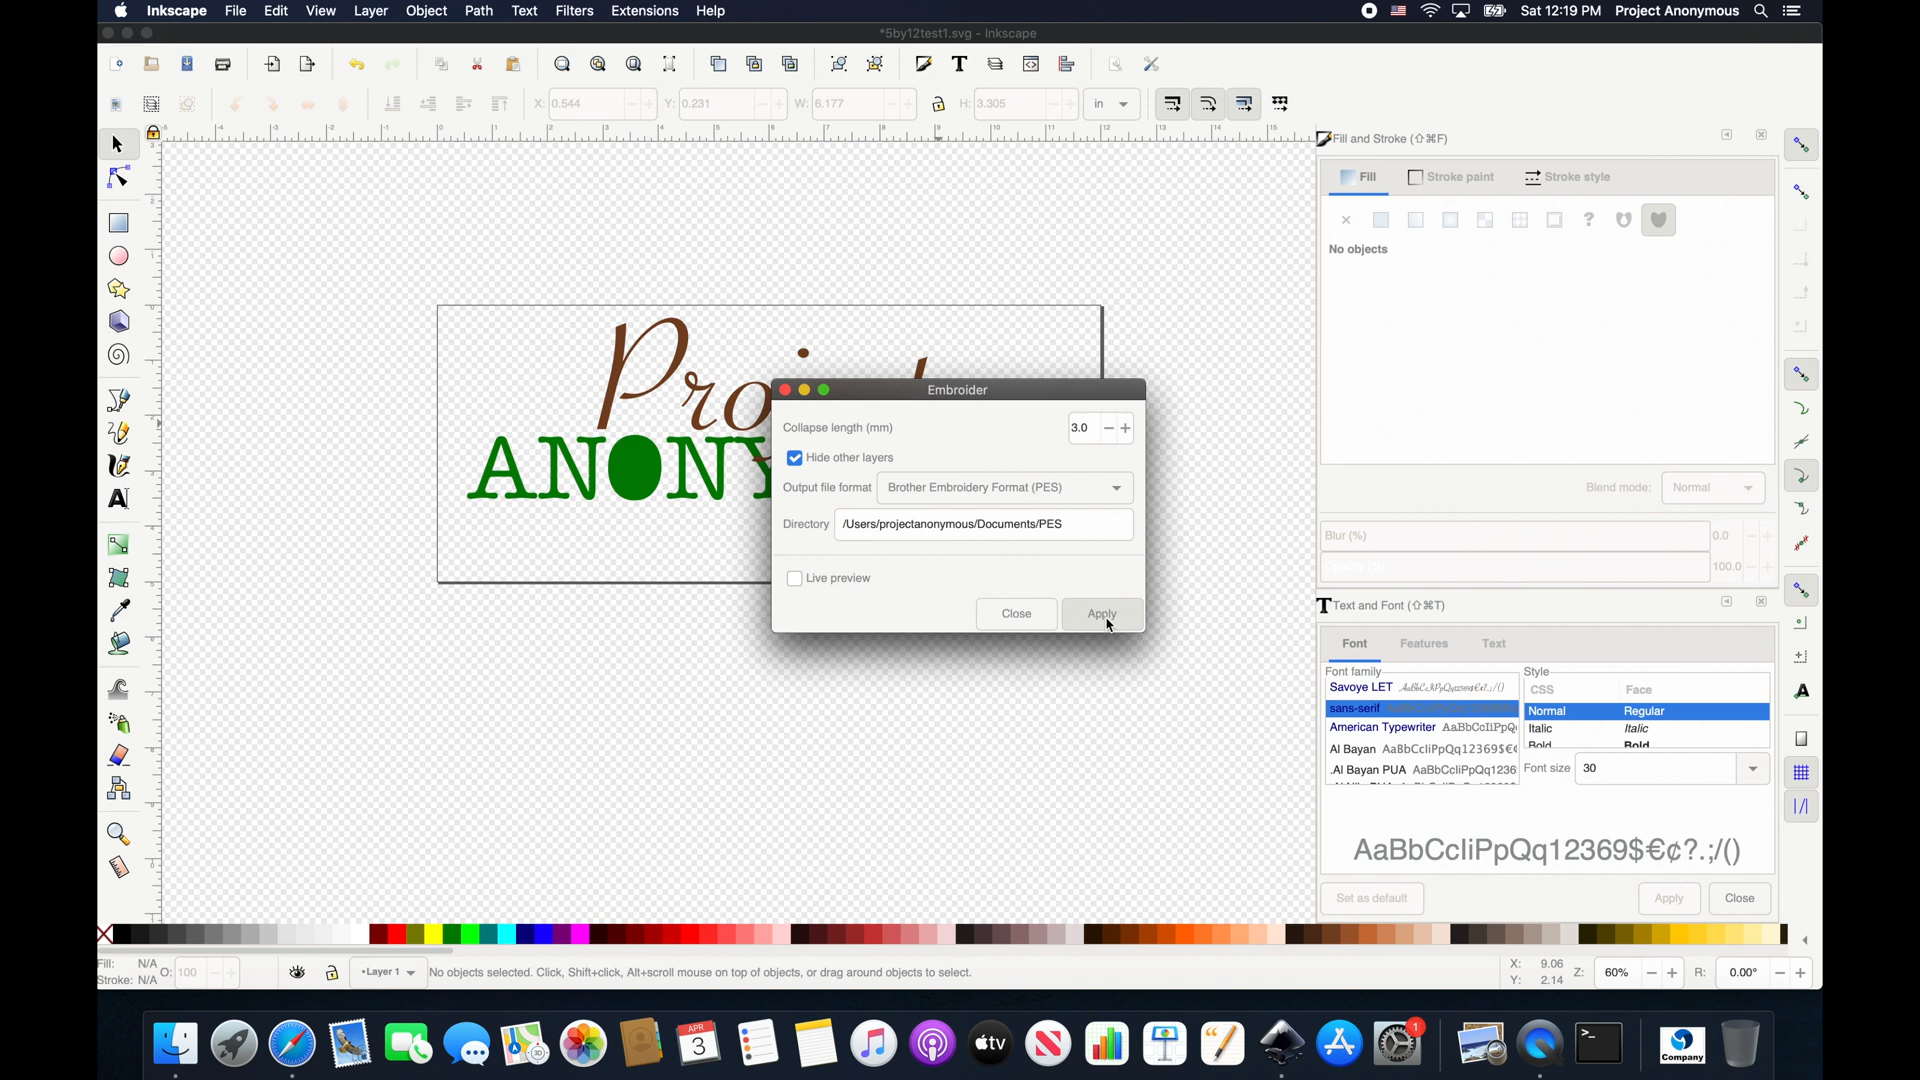 Inkscape File Edit View Layer Object Path Text Filters Extensions Help
Sat 12:19 PM Project Anonymous
*5by12test1.svg - Inkscape
X: 0.544 Y: 0.231 W: 6.177 H: 3.305 in
Fill and Stroke (⇧⌘F)
Fill Stroke paint Stroke style
No objects
Blend mode: Normal
Blur (%) 0.0
Opacity (%) 100.0
Embroider
Collapse length (mm) 3.0
Hide other layers
Output file format Brother Embroidery Format (PES)
Directory /Users/projectanonymous/Documents/PES
Live preview
Close Apply
Text and Font (⇧⌘T)
Font Features Text
Font family
Savoye LET
sans-serif
American Typewriter AaBbCcIiPpQq
Al Bayan AaBbCcIiPpQq12369$€¢
.Al Bayan PUA AaBbCcIiPpQq1236
Style
CSS Face
Normal Regular
Italic Italic
Bold Bold
Font size 30
AaBbCcIiPpQq12369$€¢?.;/()
Set as default Apply Close
Fill: N/A
Stroke: N/A
O: 100
•Layer 1
No objects selected. Click, Shift+click, Alt+scroll mouse on top of objects, or drag around objects to select.
X: 9.06
Y: 2.14
Z: 60% R: 0.00°
APR
3
tv
1
Company